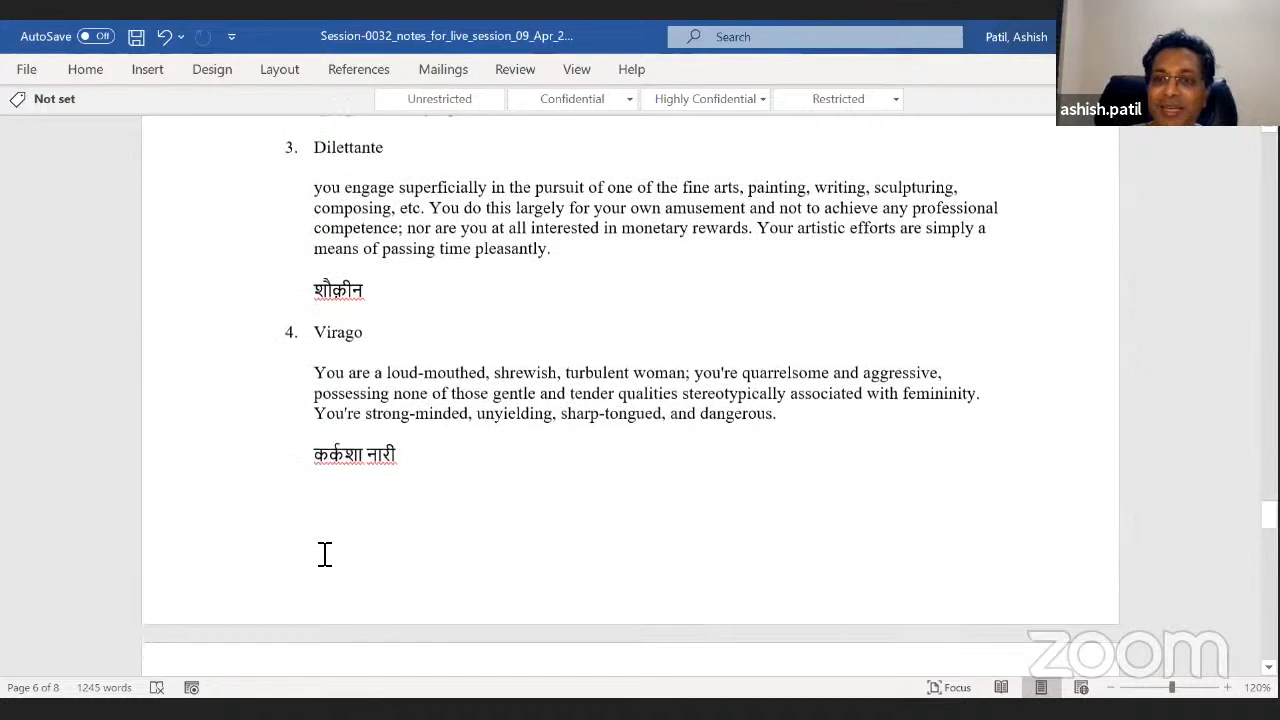 AutoSave Off
Session-0032_notes_for_live_session_09_Apr_2...
Search
Patil, Ashish
File Home Insert Design Layout References Mailings Review View Help
Not set
Unrestricted Confidential Highly Confidential Restricted
ashish.patil
3. Dilettante
you engage superficially in the pursuit of one of the fine arts, painting, writing, sculpturing,
composing, etc. You do this largely for your own amusement and not to achieve any professional
competence; nor are you at all interested in monetary rewards. Your artistic efforts are simply a
means of passing time pleasantly.
शौक़ीन
4. Virago
You are a loud-mouthed, shrewish, turbulent woman; you're quarrelsome and aggressive,
possessing none of those gentle and tender qualities stereotypically associated with femininity.
You're strong-minded, unyielding, sharp-tongued, and dangerous.
कर्कशा नारी
zoom
Page 6 of 8 1245 words
Focus
120%